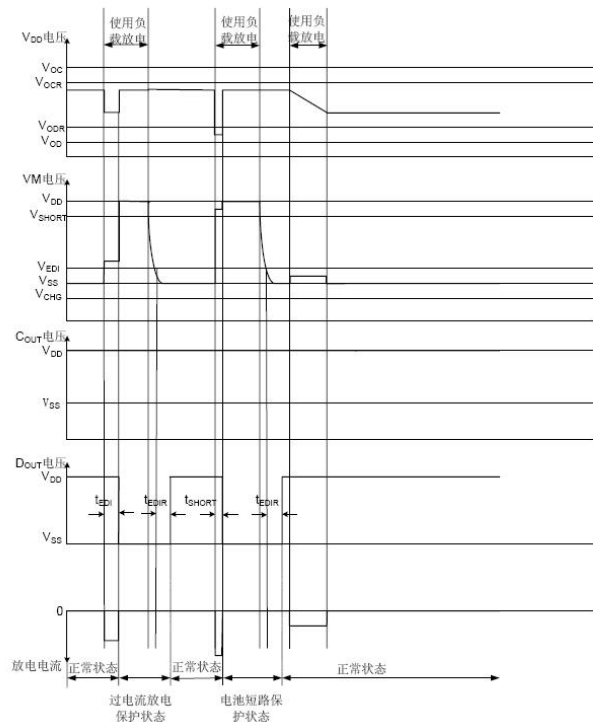 使用负
载放电
使用负
载放电
使用负
载放电
VDD电压
VOC
VOCR
VODR
VOD
VM电压
VDD
VSHORT
VEDI
VSS
VCHG
COUT电压
VDD
VSS
DOUT电压
VDD
tEDI
tEDIR
tSHORT
tEDIR
VSS
0
放电电流
正常状态
正常状态
正常状态
过电流放电
保护状态
电池短路保
护状态